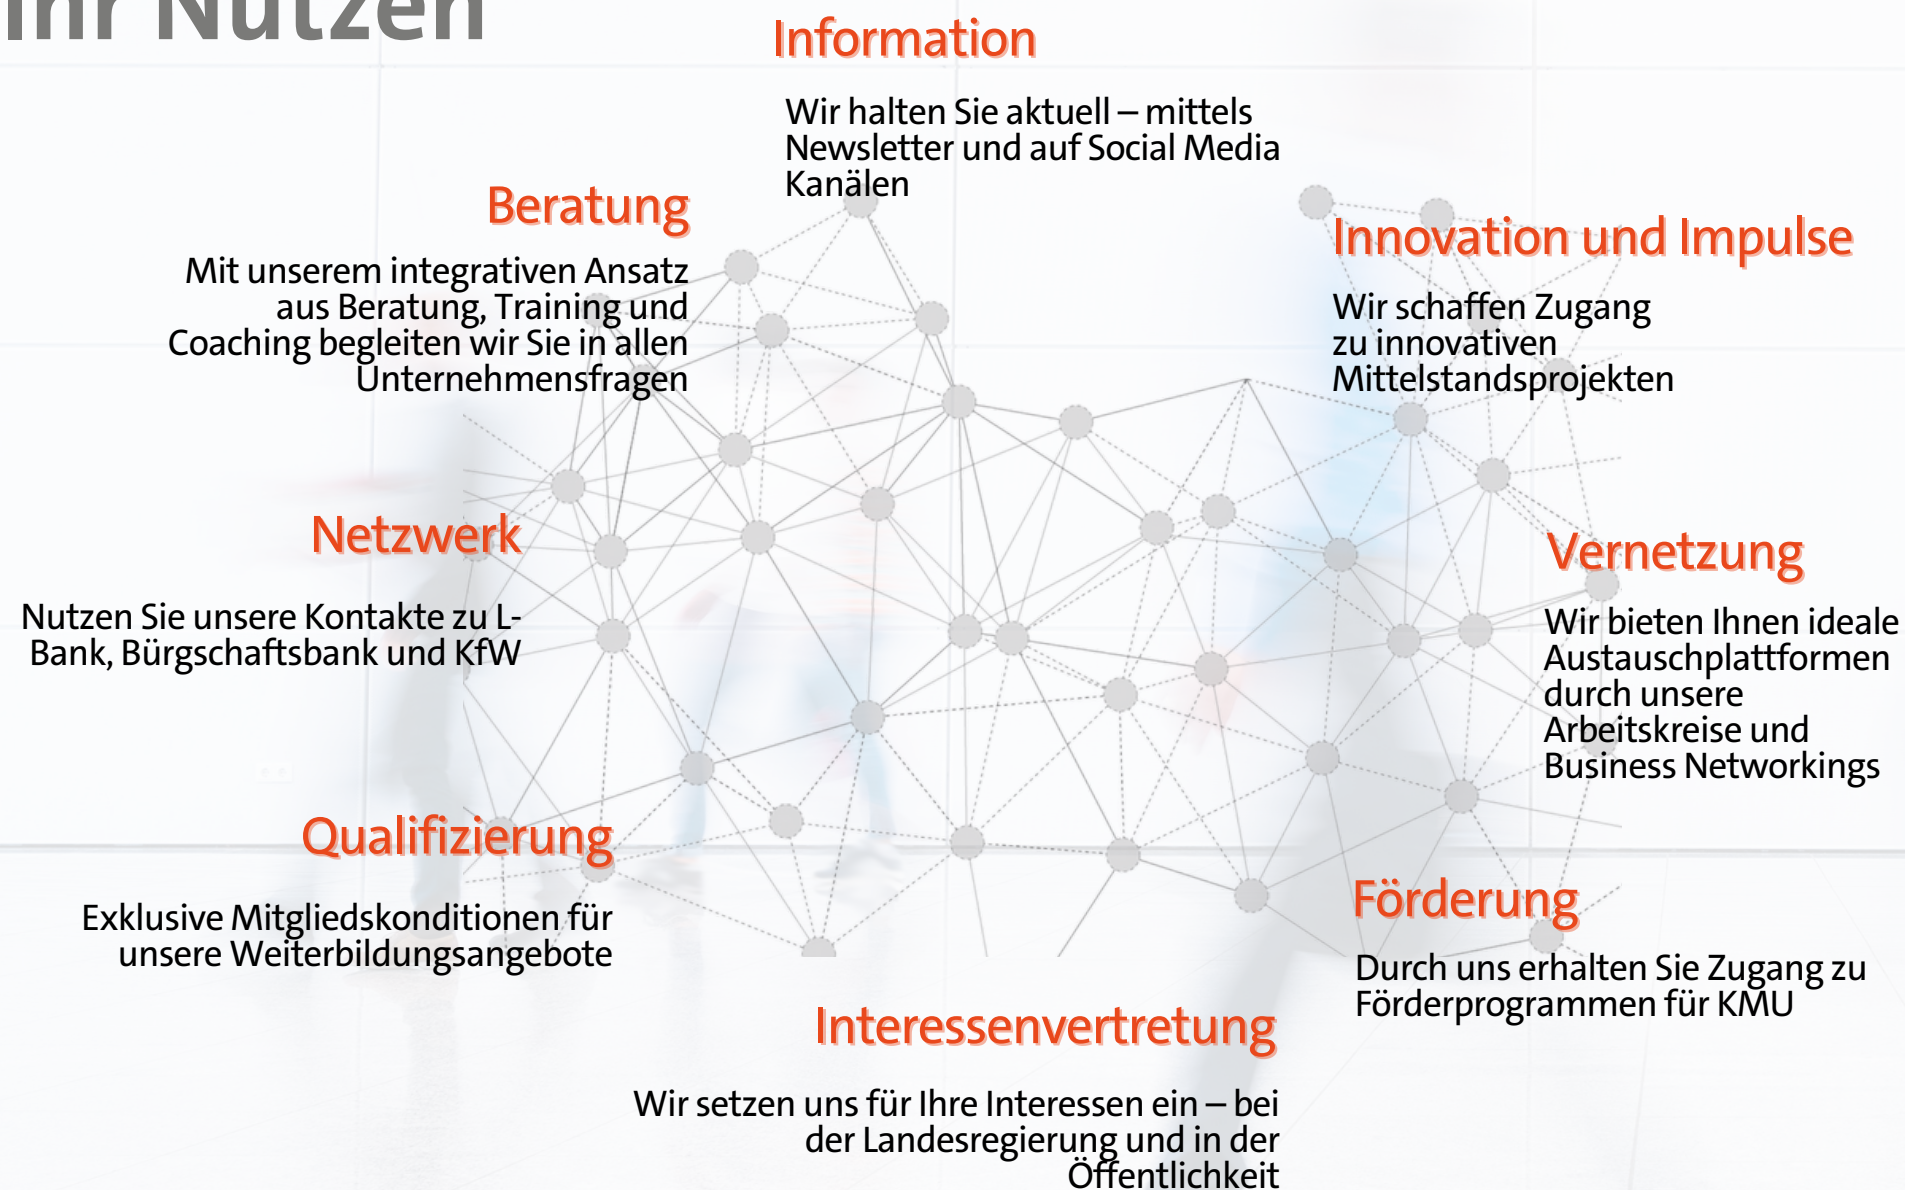 Ihr Nutzen
Information
Wir halten Sie aktuell – mittels
Newsletter und auf Social Media
Kanälen
Beratung
Mit unserem integrativen Ansatz
aus Beratung, Training und
Coaching begleiten wir Sie in allen
Unternehmensfragen
Innovation und Impulse
Wir schaffen Zugang
zu innovativen
Mittelstandsprojekten
Netzwerk
Nutzen Sie unsere Kontakte zu L-
Bank, Bürgschaftsbank und KfW
Vernetzung
Wir bieten Ihnen ideale
Austauschplattformen
durch unsere
Arbeitskreise und
Business Networkings
Qualifizierung
Exklusive Mitgliedskonditionen für
unsere Weiterbildungsangebote
Förderung
Durch uns erhalten Sie Zugang zu
Förderprogrammen für KMU
Interessenvertretung
Wir setzen uns für Ihre Interessen ein – bei
der Landesregierung und in der
Öffentlichkeit